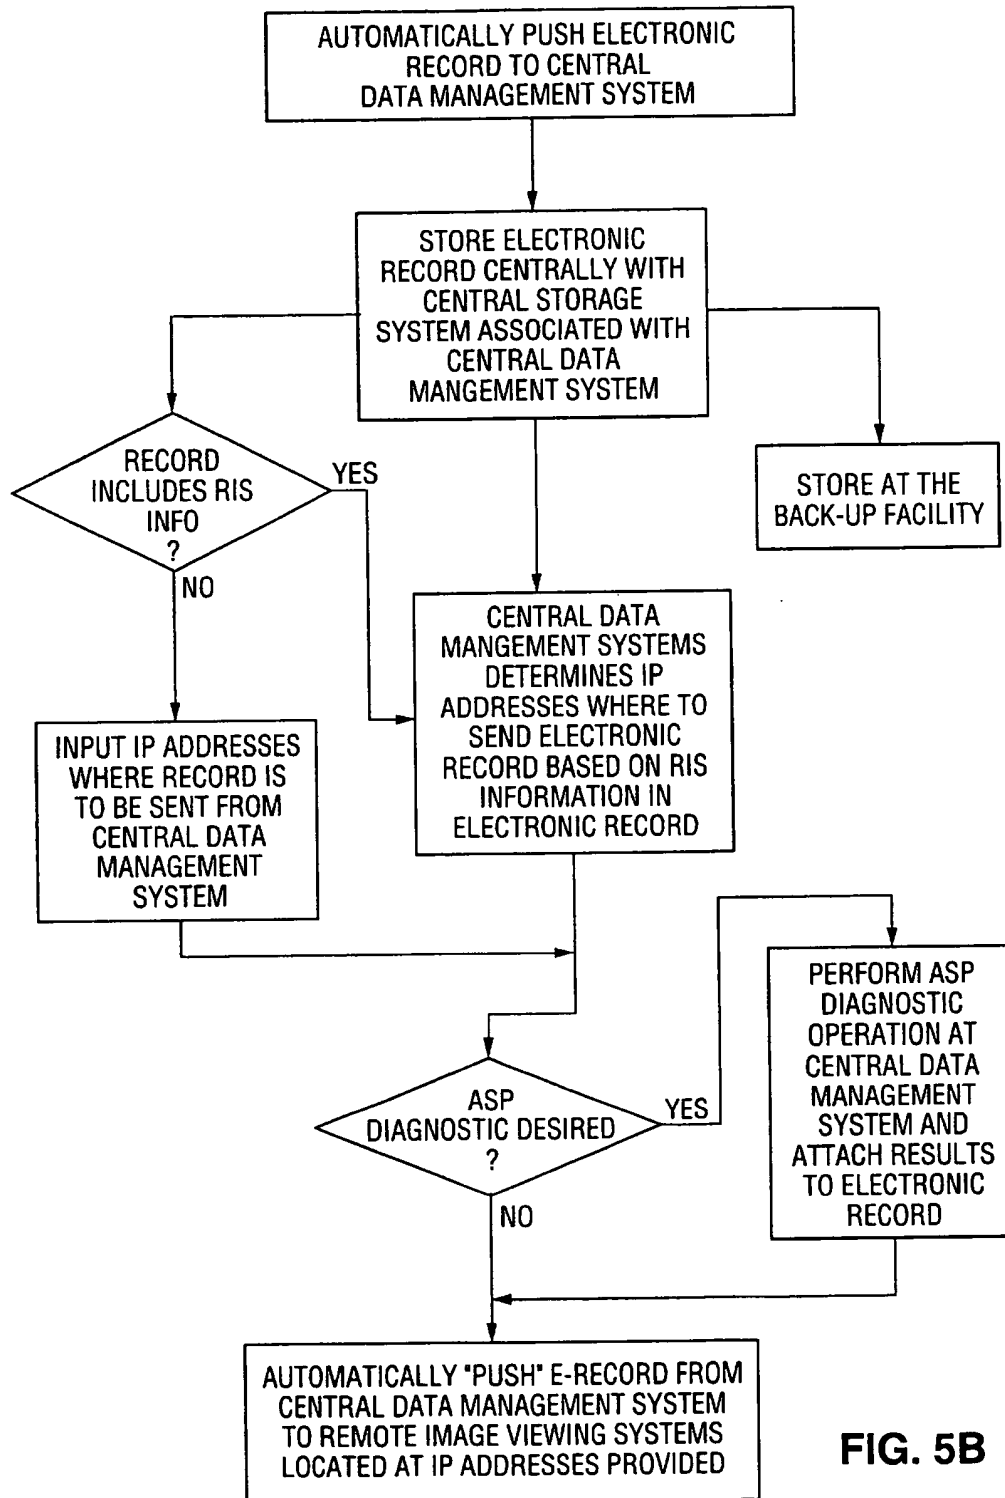 AUTOMATICALLY PUSH ELECTRONIC
RECORD TO CENTRAL
DATA MANAGEMENT SYSTEM
STORE ELECTRONIC
RECORD CENTRALLY WITH
CENTRAL STORAGE
SYSTEM ASSOCIATED WITH
CENTRAL DATA
MANGEMENT SYSTEM
RECORD
INCLUDES RIS
INFO
?
YES
NO
STORE AT THE
BACK-UP FACILITY
CENTRAL DATA
MANGEMENT SYSTEMS
DETERMINES IP
ADDRESSES WHERE TO
SEND ELECTRONIC
RECORD BASED ON RIS
INFORMATION IN
ELECTRONIC RECORD
INPUT IP ADDRESSES
WHERE RECORD IS
TO BE SENT FROM
CENTRAL DATA
MANAGEMENT
SYSTEM
ASP
DIAGNOSTIC DESIRED
?
YES
NO
PERFORM ASP
DIAGNOSTIC
OPERATION AT
CENTRAL DATA
MANAGEMENT
SYSTEM AND
ATTACH RESULTS
TO ELECTRONIC
RECORD
AUTOMATICALLY "PUSH" E-RECORD FROM
CENTRAL DATA MANAGEMENT SYSTEM
TO REMOTE IMAGE VIEWING SYSTEMS
LOCATED AT IP ADDRESSES PROVIDED
FIG. 5B